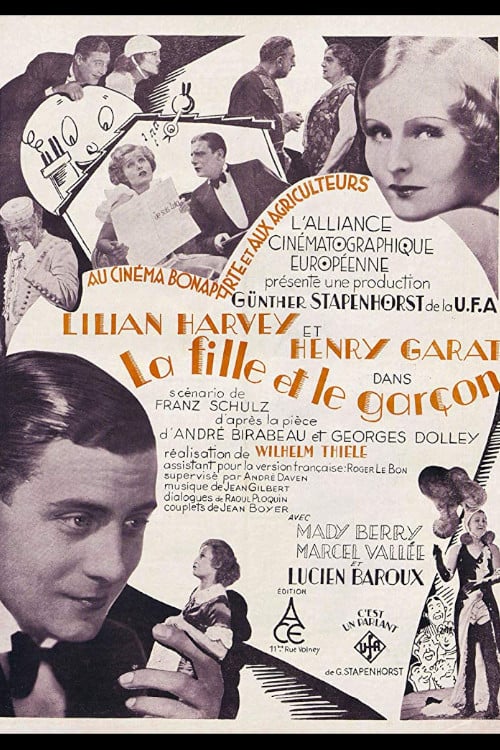 AU CINÉMA BONAPARTE ET AUX AGRICULTEURS
L'ALLIANCE
CINÉMATOGRAPHIQUE
EUROPÉENNE
présente une production
GÜNTHER STAPENHORST de la U.F.A
LILIAN HARVEY ET
HENRY GARAT
DANS
La fille et le garçon
scénario de
FRANZ SCHULZ
d'après la pièce
d'ANDRÉ BIRABEAU et GEORGES DOLLEY
réalisation de WILHELM THIELE
assistant pour la version française: ROGER LE BON
supervisé par ANDRÉ DAVEN
musique de JEAN GILBERT
dialogues de RAOUL PLOQUIN
couplets de JEAN BOYER
AVEC
MADY BERRY
MARCEL VALLÉE
et
LUCIEN BAROUX
ÉDITION
ACE
11bis Rue Volney
C'EST
UN PARLANT
UFA
de G. STAPENHORST